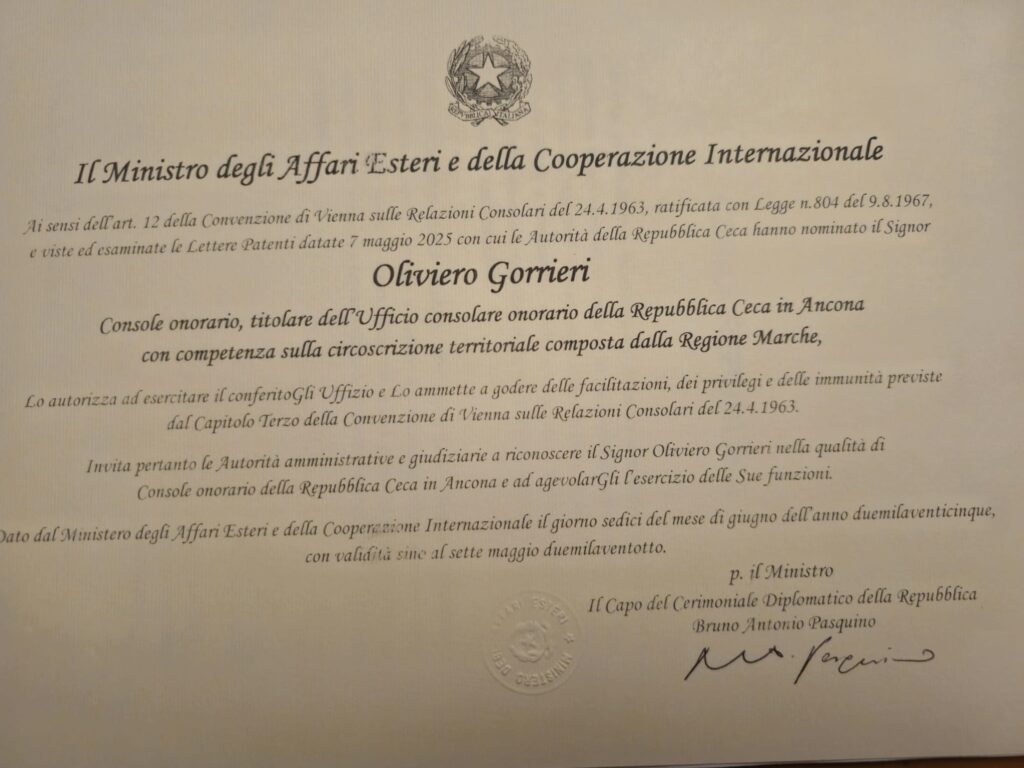 REPVBBLICA ITALIANA
Il Ministro degli Affari Esteri e della Cooperazione Internazionale
Ai sensi dell'art. 12 della Convenzione di Vienna sulle Relazioni Consolari del 24.4.1963, ratificata con Legge n.804 del 9.8.1967,
e viste ed esaminate le Lettere Patenti datate 7 maggio 2025 con cui le Autorità della Repubblica Ceca hanno nominato il Signor
Oliviero Gorrieri
Console onorario, titolare dell'Ufficio consolare onorario della Repubblica Ceca in Ancona
con competenza sulla circoscrizione territoriale composta dalla Regione Marche,
Lo autorizza ad esercitare il conferitoGli Uffizio e Lo ammette a godere delle facilitazioni, dei privilegi e delle immunità previste
dal Capitolo Terzo della Convenzione di Vienna sulle Relazioni Consolari del 24.4.1963.
Invita pertanto le Autorità amministrative e giudiziarie a riconoscere il Signor Oliviero Gorrieri nella qualità di
Console onorario della Repubblica Ceca in Ancona e ad agevolarGli l'esercizio delle Sue funzioni.
Dato dal Ministero degli Affari Esteri e della Cooperazione Internazionale il giorno sedici del mese di giugno dell'anno duemilaventicinque,
con validità sino al sette maggio duemilaventotto.
p. il Ministro
Il Capo del Cerimoniale Diplomatico della Repubblica
Bruno Antonio Pasquino
MINISTERO DEGLI AFFARI ESTERI